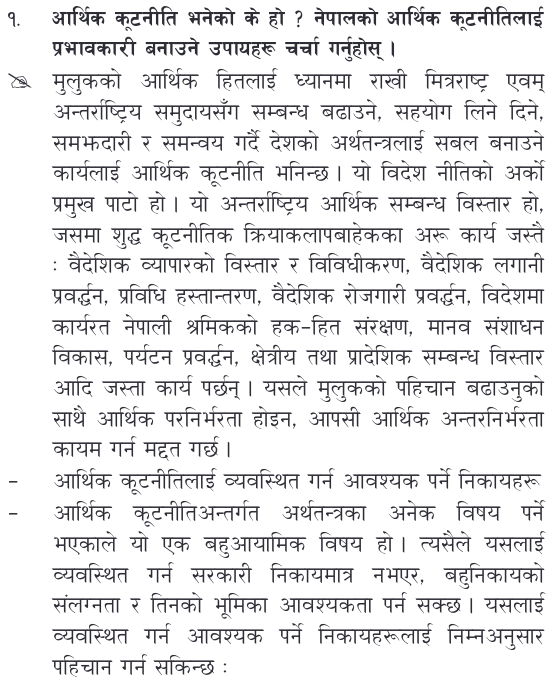 १. आर्थिक कूटनीति भनेको के हो ? नेपालको आर्थिक कूटनीतिलाई
प्रभावकारी बनाउने उपायहरू चर्चा गर्नुहोस् ।
मुलुकको आर्थिक हितलाई ध्यानमा राखी मित्रराष्ट्र एवम्
अन्तर्राष्ट्रिय समुदायसँग सम्बन्ध बढाउने, सहयोग लिने दिने,
समझदारी र समन्वय गर्दै देशको अर्थतन्त्रलाई सबल बनाउने
कार्यलाई आर्थिक कूटनीति भनिन्छ । यो विदेश नीतिको अर्को
प्रमुख पाटो हो । यो अन्तर्राष्ट्रिय आर्थिक सम्बन्ध विस्तार हो,
जसमा शुद्ध कूटनीतिक क्रियाकलापबाहेकका अरू कार्य जस्तै
: वैदेशिक व्यापारको विस्तार र विविधीकरण, वैदेशिक लगानी
प्रवर्द्धन, प्रविधि हस्तान्तरण, वैदेशिक रोजगारी प्रवर्द्धन, विदेशमा
कार्यरत नेपाली श्रमिकको हक-हित संरक्षण, मानव संशाधन
विकास, पर्यटन प्रवर्द्धन, क्षेत्रीय तथा प्रादेशिक सम्बन्ध विस्तार
आदि जस्ता कार्य पर्छन् । यसले मुलुकको पहिचान बढाउनुको
साथै आर्थिक परनिर्भरता होइन, आपसी आर्थिक अन्तरनिर्भरता
कायम गर्न मद्दत गर्छ ।
- आर्थिक कूटनीतिलाई व्यवस्थित गर्न आवश्यक पर्ने निकायहरू
- आर्थिक कूटनीतिअन्तर्गत अर्थतन्त्रका अनेक विषय पर्ने
भएकाले यो एक बहुआयामिक विषय हो । त्यसैले यसलाई
व्यवस्थित गर्न सरकारी निकायमात्र नभएर, बहुनिकायको
संलग्नता र तिनको भूमिका आवश्यकता पर्न सक्छ । यसलाई
व्यवस्थित गर्न आवश्यक पर्ने निकायहरूलाई निम्नअनुसार
पहिचान गर्न सकिन्छ :